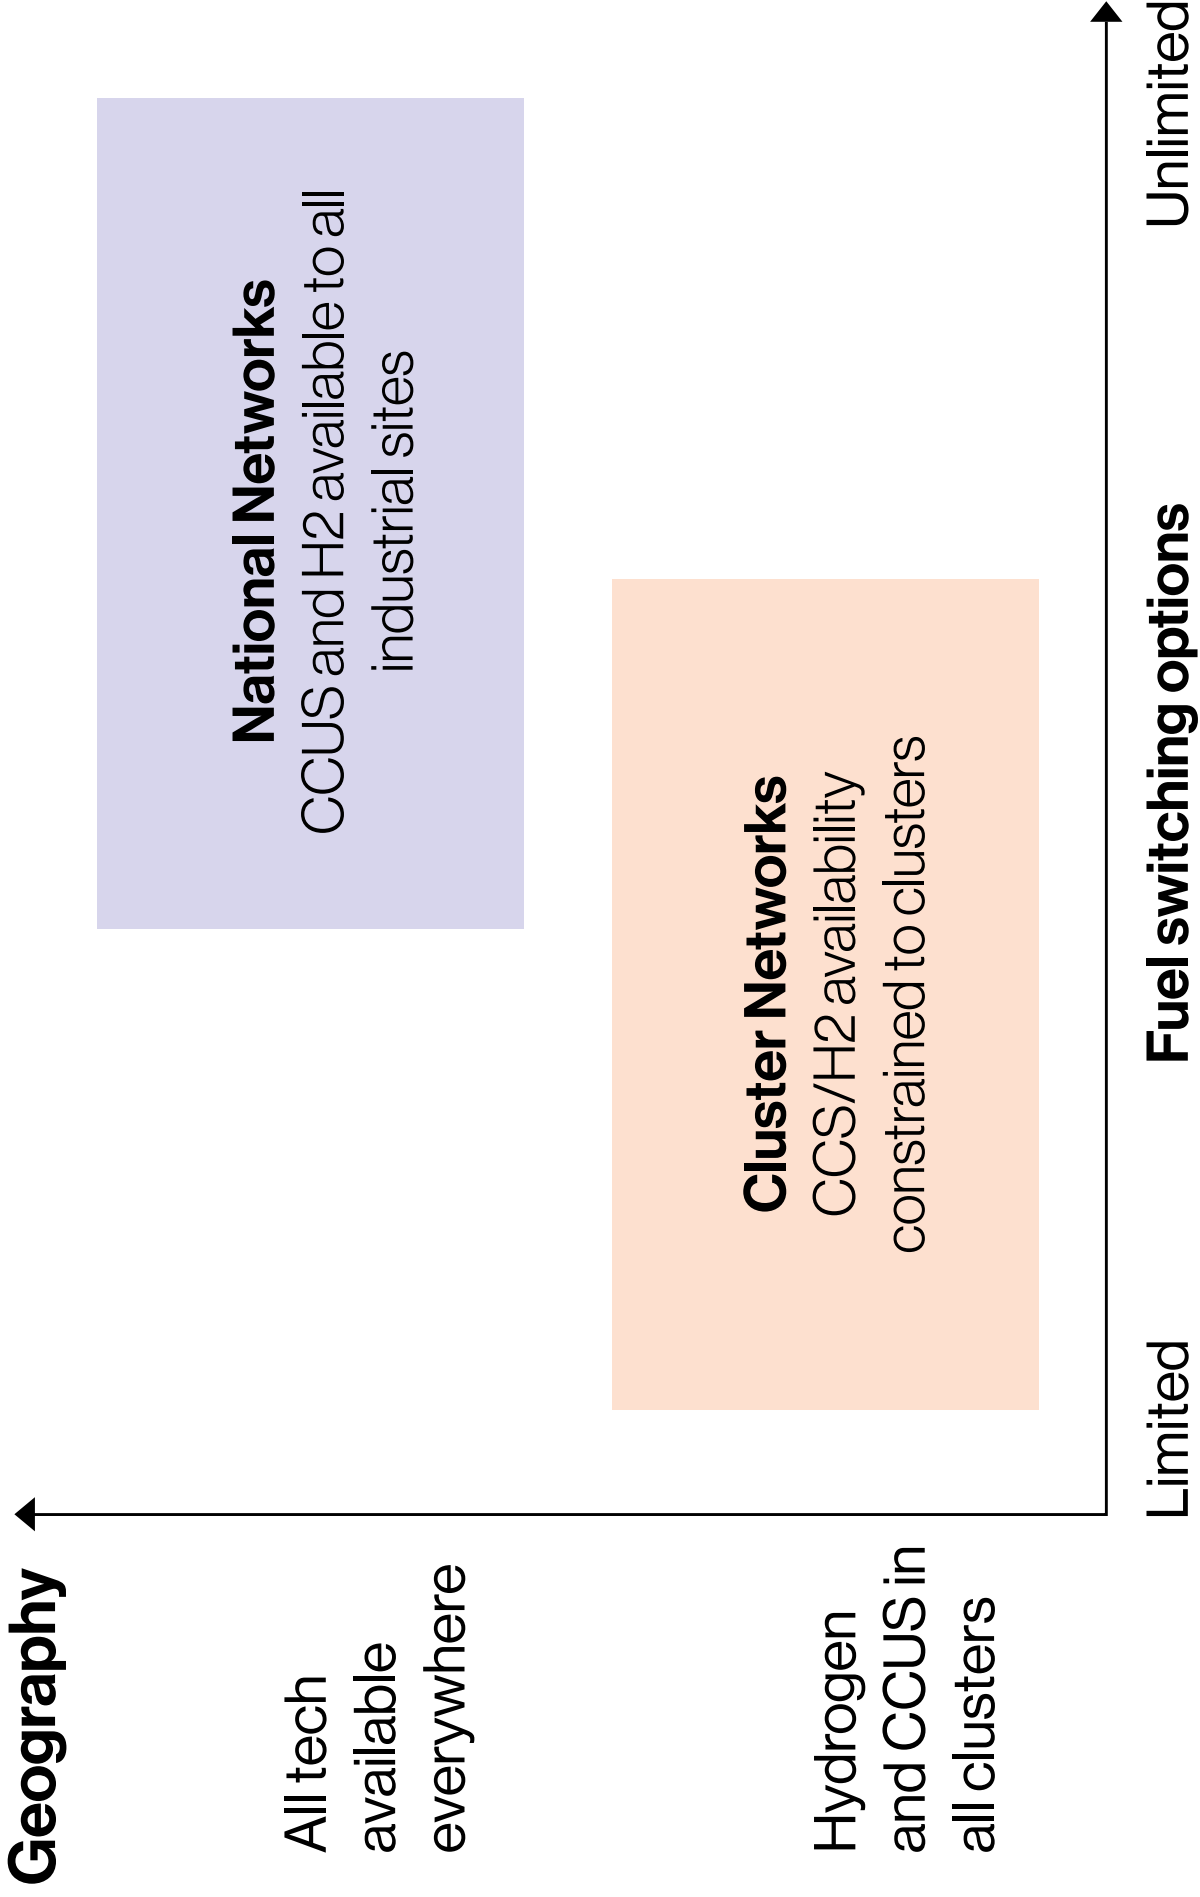 Geography
All tech
available
everywhere
National Networks
CCUS and H2 available to all
industrial sites
Hydrogen
and CCUS in
all clusters
Cluster Networks
CCS/H2 availability
constrained to clusters
Limited
Fuel switching options
Unlimited